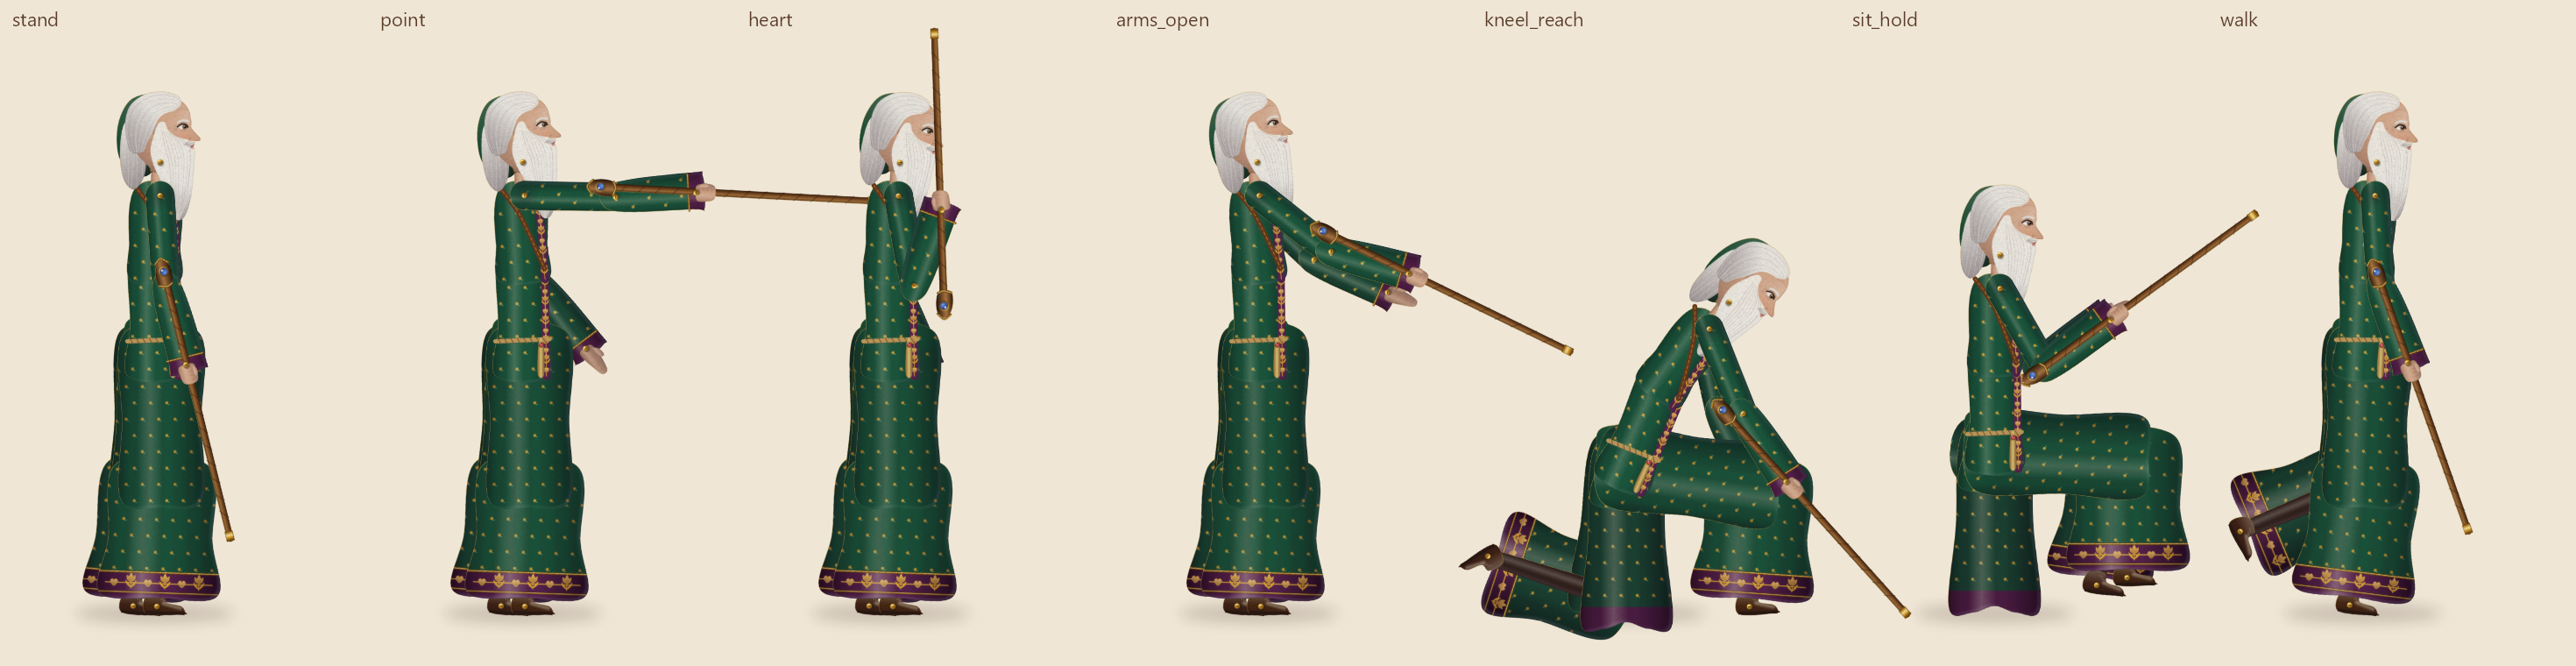 stand
point
heart
arms_open
kneel_reach
sit_hold
walk